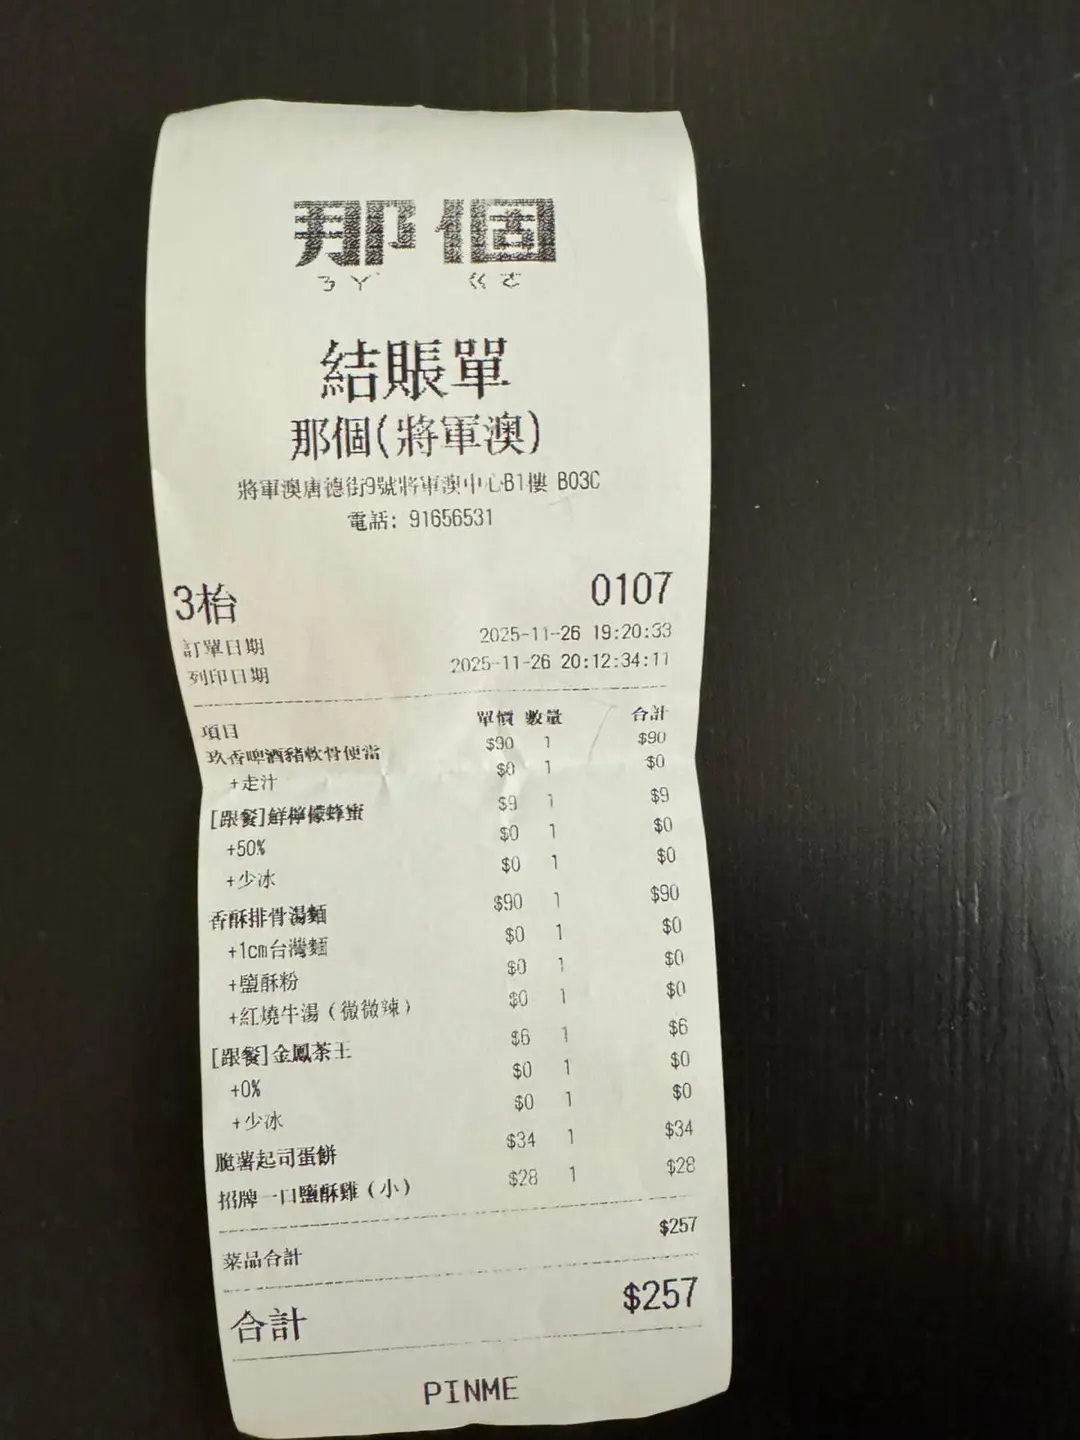 那個
結賬單
那個(將軍澳)
將軍澳唐德街9號將軍澳中心B1樓 B03C
電話: 91656531
3枱 0107
訂單日期 2025-11-26 19:20:33
列印日期 2025-11-26 20:12:34:11
項目 單價 數量 合計
玖香啤酒豬軟骨便當 $90 1 $90
+走汁 $0 1 $0
[跟餐]鮮檸檬蜂蜜 $9 1 $9
+50% $0 1 $0
+少冰 $0 1 $0
香酥排骨湯麵 $90 1 $90
+1cm台灣麵 $0 1 $0
+鹽酥粉 $0 1 $0
+紅燒牛湯(微微辣) $0 1 $0
[跟餐]金鳳茶王 $6 1 $6
+0% $0 1 $0
+少冰 $0 1 $0
脆薯起司蛋餅 $34 1 $34
招牌一口鹽酥雞(小) $28 1 $28
菜品合計 $257
合計 $257
PINME